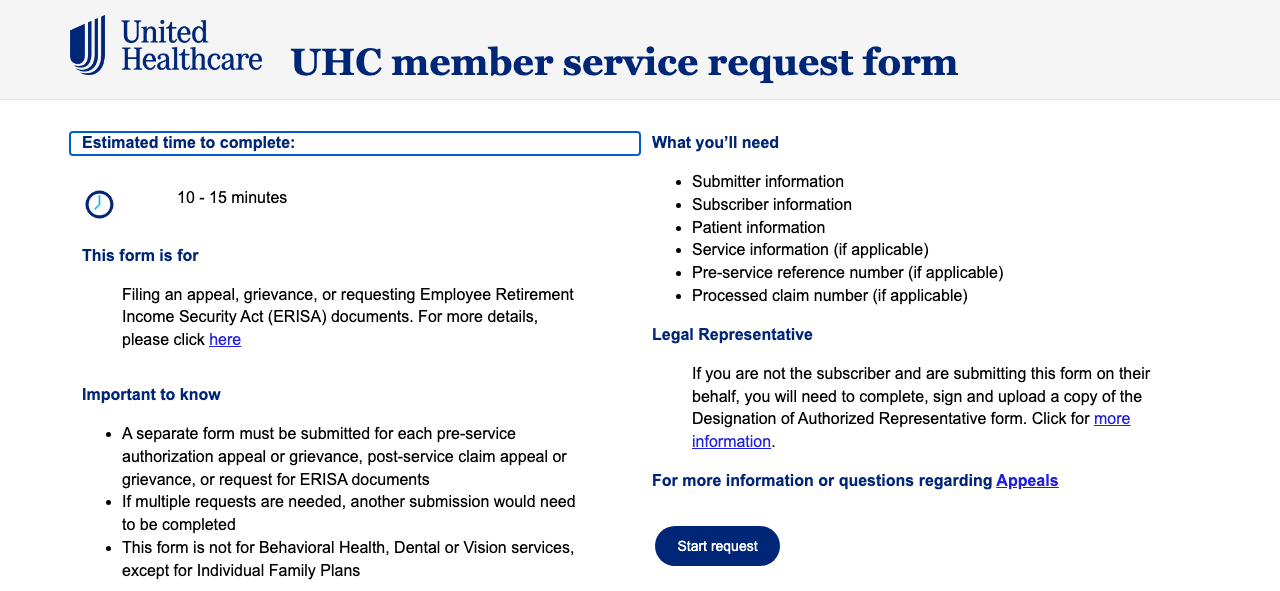 United
Healthcare
UHC member service request form
Estimated time to complete:
10 - 15 minutes
This form is for
Filing an appeal, grievance, or requesting Employee Retirement
Income Security Act (ERISA) documents. For more details,
please click here
Important to know
• A separate form must be submitted for each pre-service
authorization appeal or grievance, post-service claim appeal or
grievance, or request for ERISA documents
• If multiple requests are needed, another submission would need
to be completed
• This form is not for Behavioral Health, Dental or Vision services,
except for Individual Family Plans
What you’ll need
• Submitter information
• Subscriber information
• Patient information
• Service information (if applicable)
• Pre-service reference number (if applicable)
• Processed claim number (if applicable)
Legal Representative
If you are not the subscriber and are submitting this form on their
behalf, you will need to complete, sign and upload a copy of the
Designation of Authorized Representative form. Click for more
information.
For more information or questions regarding Appeals
Start request